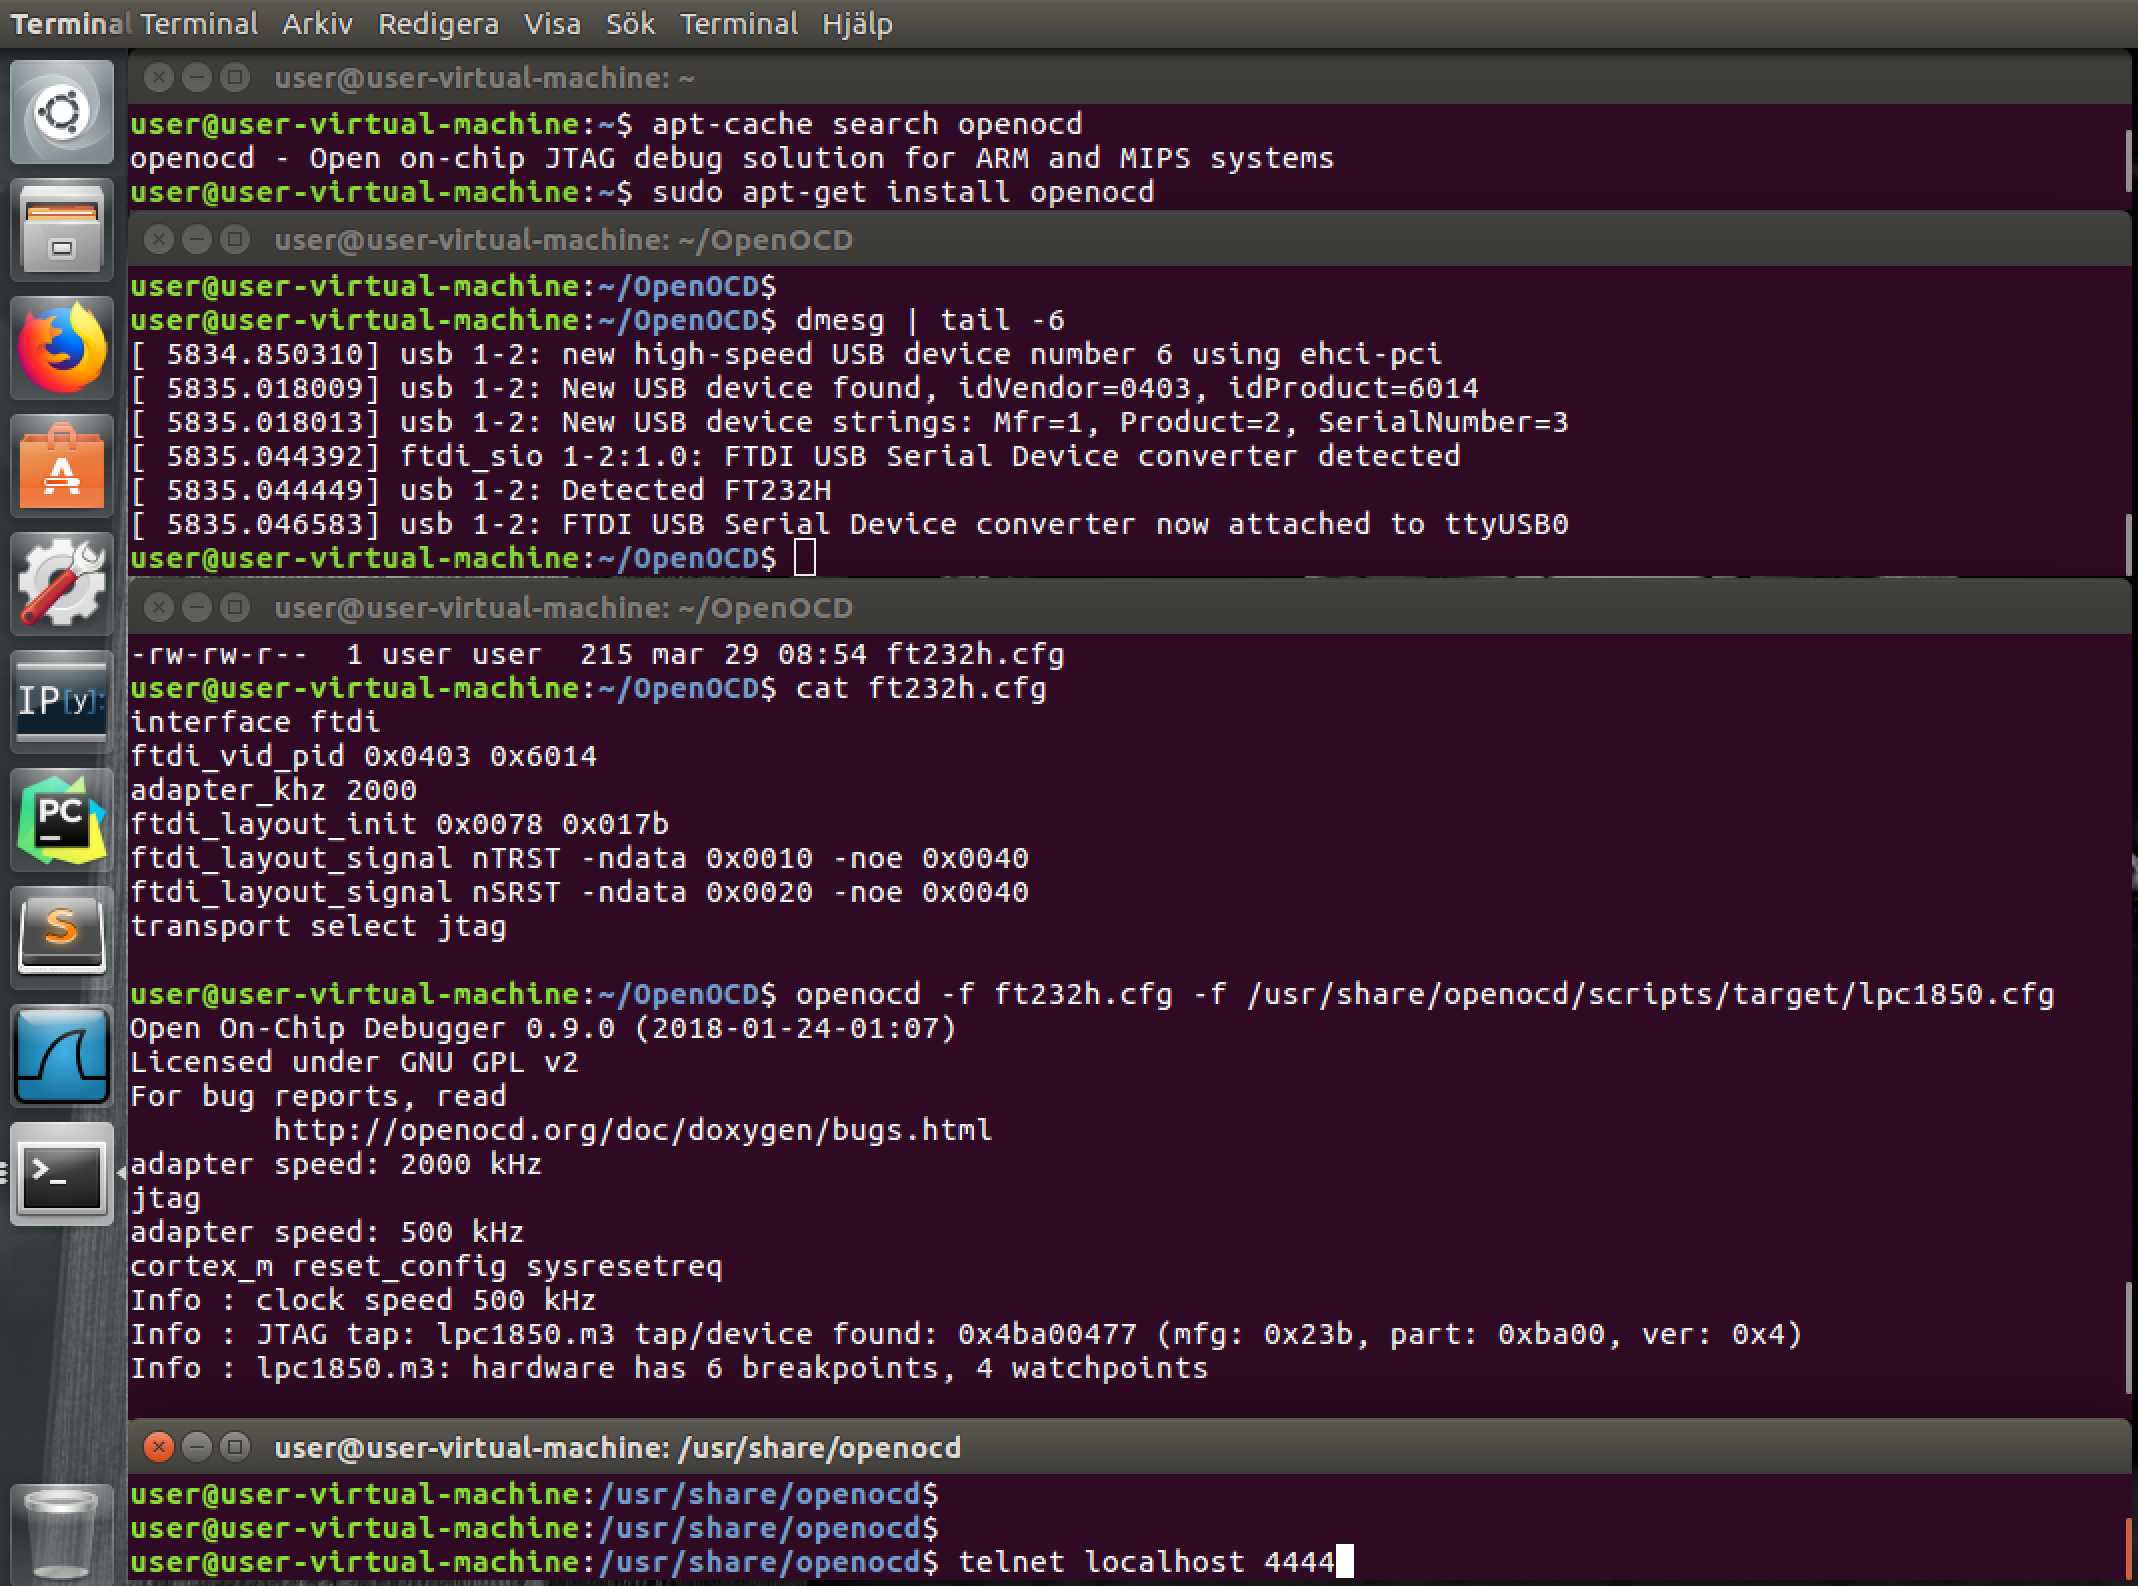 Terminal Terminal Arkiv Redigera Visa Sök Terminal Hjälp
user@user-virtual-machine: ~
user@user-virtual-machine:~$ apt-cache search openocd
openocd - Open on-chip JTAG debug solution for ARM and MIPS systems
user@user-virtual-machine:~$ sudo apt-get install openocd
user@user-virtual-machine: ~/OpenOCD
user@user-virtual-machine:~/OpenOCD$
user@user-virtual-machine:~/OpenOCD$ dmesg | tail -6
[ 5834.850310] usb 1-2: new high-speed USB device number 6 using ehci-pci
[ 5835.018009] usb 1-2: New USB device found, idVendor=0403, idProduct=6014
[ 5835.018013] usb 1-2: New USB device strings: Mfr=1, Product=2, SerialNumber=3
[ 5835.044392] ftdi_sio 1-2:1.0: FTDI USB Serial Device converter detected
[ 5835.044449] usb 1-2: Detected FT232H
[ 5835.046583] usb 1-2: FTDI USB Serial Device converter now attached to ttyUSB0
user@user-virtual-machine:~/OpenOCD$
user@user-virtual-machine: ~/OpenOCD
-rw-rw-r--  1 user user  215 mar 29 08:54 ft232h.cfg
user@user-virtual-machine:~/OpenOCD$ cat ft232h.cfg
interface ftdi
ftdi_vid_pid 0x0403 0x6014
adapter_khz 2000
ftdi_layout_init 0x0078 0x017b
ftdi_layout_signal nTRST -ndata 0x0010 -noe 0x0040
ftdi_layout_signal nSRST -ndata 0x0020 -noe 0x0040
transport select jtag
user@user-virtual-machine:~/OpenOCD$ openocd -f ft232h.cfg -f /usr/share/openocd/scripts/target/lpc1850.cfg
Open On-Chip Debugger 0.9.0 (2018-01-24-01:07)
Licensed under GNU GPL v2
For bug reports, read
http://openocd.org/doc/doxygen/bugs.html
adapter speed: 2000 kHz
jtag
adapter speed: 500 kHz
cortex_m reset_config sysresetreq
Info : clock speed 500 kHz
Info : JTAG tap: lpc1850.m3 tap/device found: 0x4ba00477 (mfg: 0x23b, part: 0xba00, ver: 0x4)
Info : lpc1850.m3: hardware has 6 breakpoints, 4 watchpoints
user@user-virtual-machine: /usr/share/openocd
user@user-virtual-machine:/usr/share/openocd$
user@user-virtual-machine:/usr/share/openocd$
user@user-virtual-machine:/usr/share/openocd$ telnet localhost 4444
A
IP[y]:
PC
S
>_